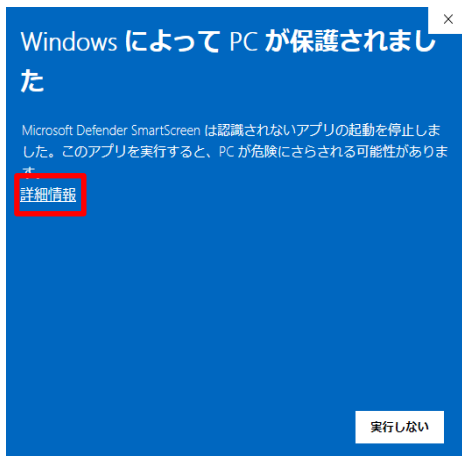 Windows によって PC が保護されまし
た
Microsoft Defender SmartScreen は認識されないアプリの起動を停止しま
した。このアプリを実行すると、PC が危険にさらされる可能性がありま
す。
詳細情報
実行しない